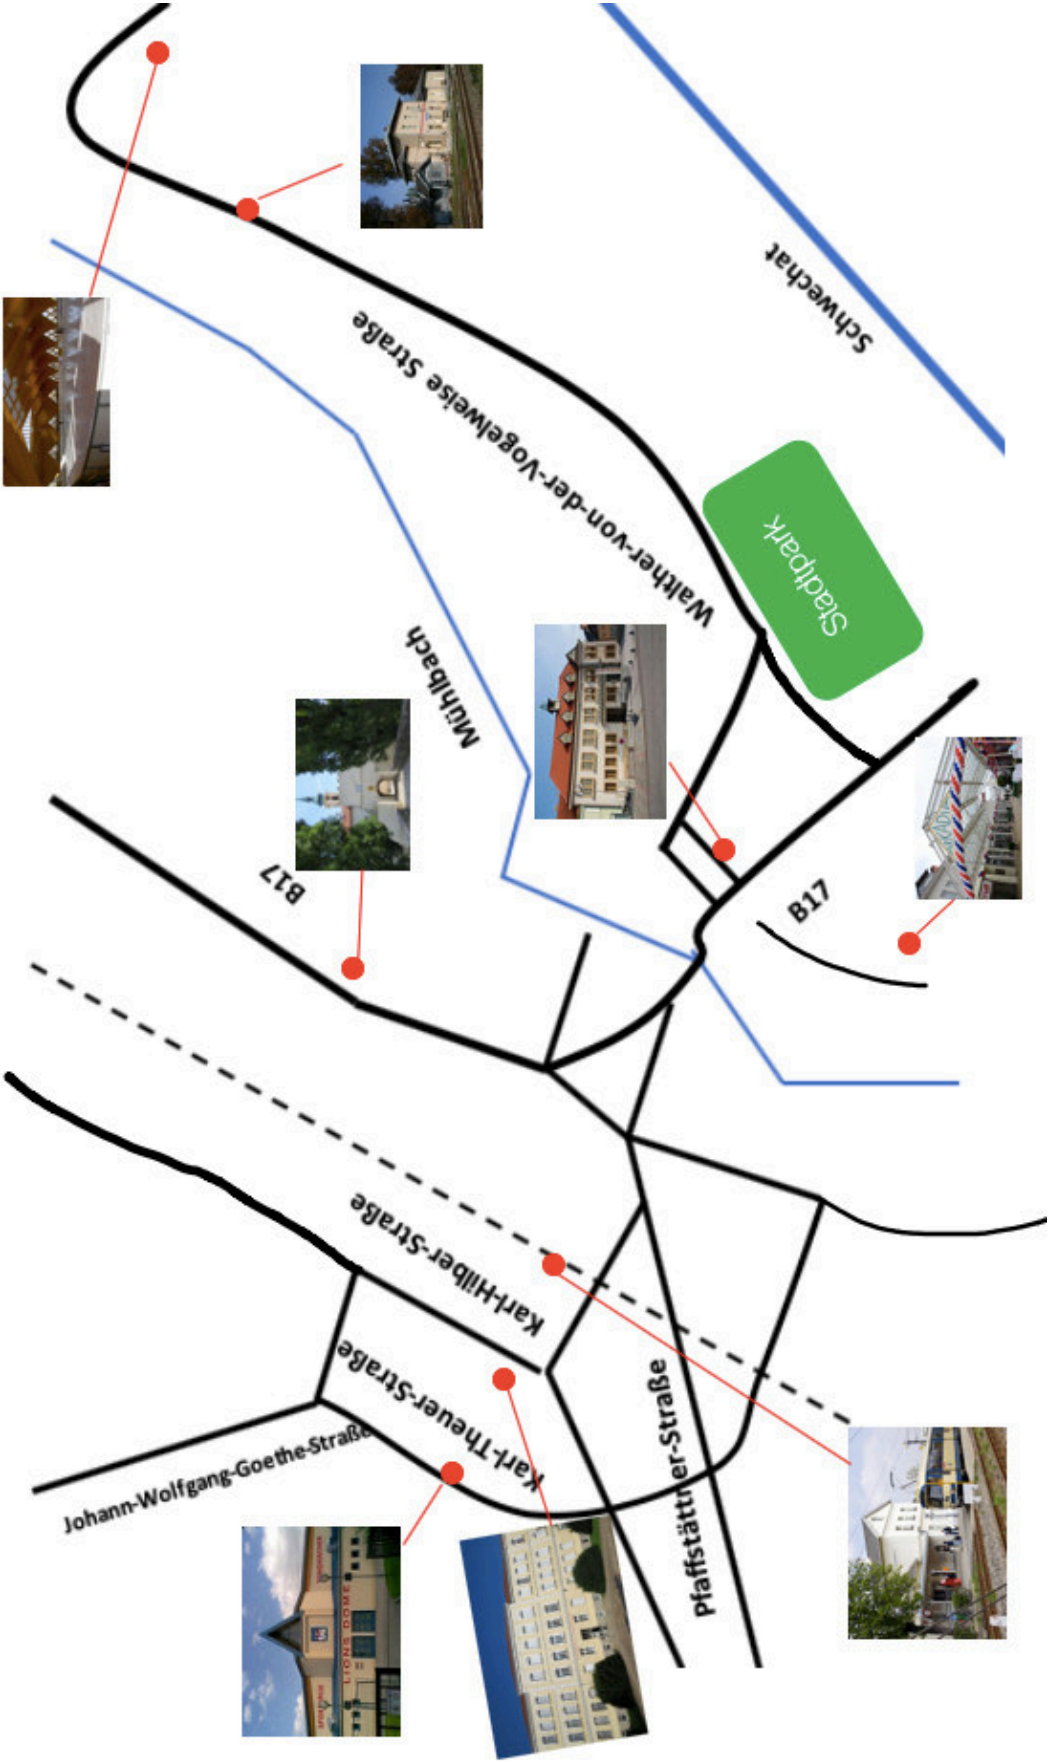 Schwechat
Walther-von-der-Vogelweise Straße
Stadtpark
Mühlbach
B17
B17
Karl-Hilber-Straße
Karl-Theuer-Straße
Johann-Wolfgang-Goethe-Straße
Pfaffstättner-Straße
LIONS DOME